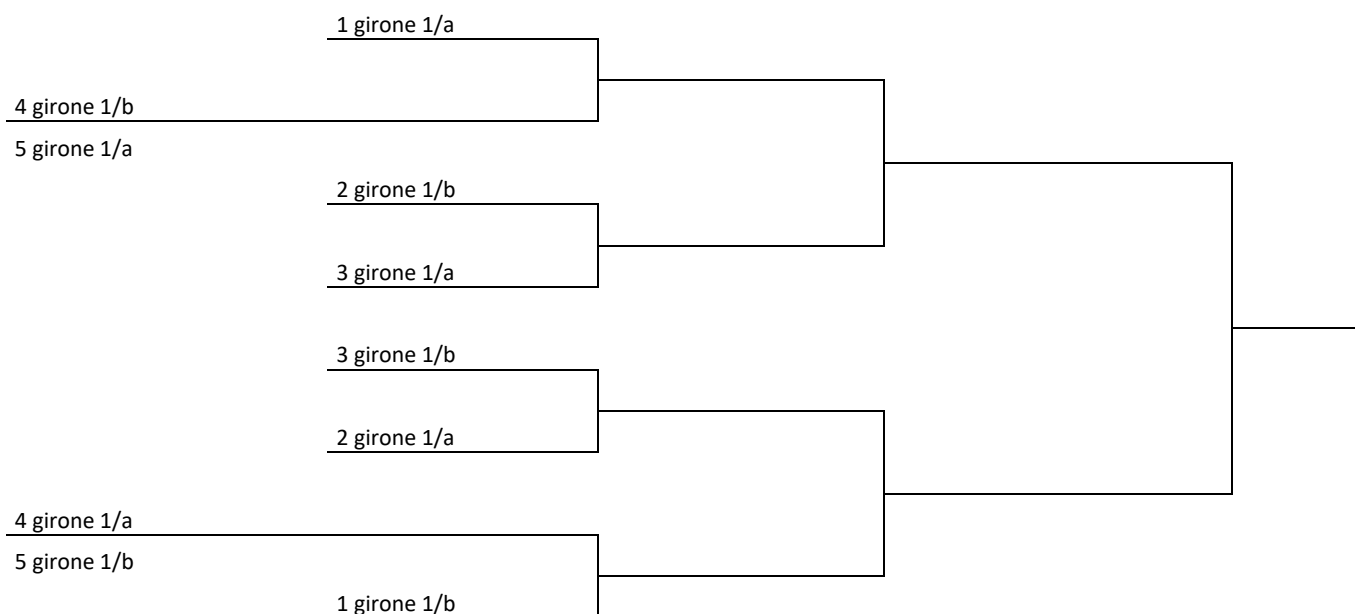 1 girone 1/a
4 girone 1/b
5 girone 1/a
2 girone 1/b
3 girone 1/a
3 girone 1/b
2 girone 1/a
4 girone 1/a
5 girone 1/b
1 girone 1/b